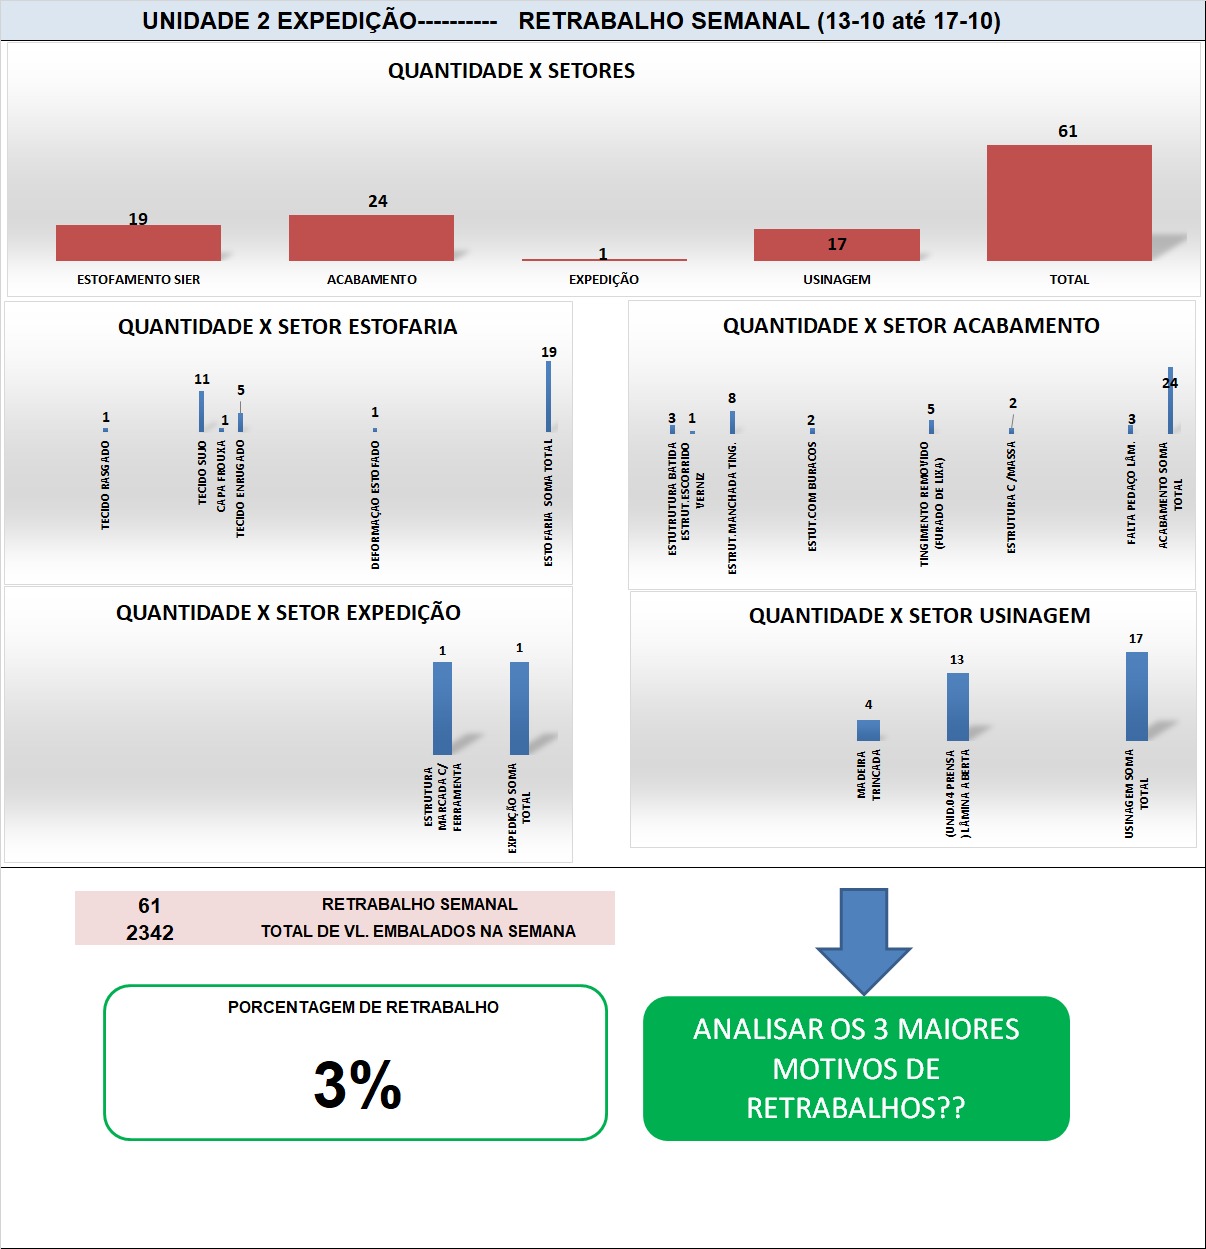 UNIDADE 2 EXPEDIÇÃO---------- RETRABALHO SEMANAL (13-10 até 17-10)
QUANTIDADE X SETORES
19
24
1
17
61
ESTOFAMENTO SIER
ACABAMENTO
EXPEDIÇÃO
USINAGEM
TOTAL
QUANTIDADE X SETOR ESTOFARIA
1
11
1
5
1
19
TECIDO RASGADO
TECIDO SUJO
CAPA FROUXA
TECIDO ENRUGADO
DEFORMAÇAO ESTOFADO
ESTOFARIA SOMA TOTAL
QUANTIDADE X SETOR ACABAMENTO
3
1
8
2
5
2
3
24
ESTUTRUTURA BATIDA
ESTRUT.ESCORRIDO
VERNIZ
ESTRUT.MANCHADA TING.
ESTUT.COM BURACOS
TINGIMENTO REMOVIDO
(FURADO DE LIXA)
ESTRUTURA C /MASSA
FALTA PEDAÇO LÂM.
ACABAMENTO SOMA
TOTAL
QUANTIDADE X SETOR EXPEDIÇÃO
1
1
ESTRUTURA
MARCADA C/
FERRAMENTA
EXPEDIÇÃO SOMA
TOTAL
QUANTIDADE X SETOR USINAGEM
4
13
17
MADEIRA
TRINCADA
(UNID.04 PRENSA
) LÂMINA ABERTA
USINAGEM SOMA
TOTAL
61 RETRABALHO SEMANAL
2342 TOTAL DE VL. EMBALADOS NA SEMANA
PORCENTAGEM DE RETRABALHO
3%
ANALISAR OS 3 MAIORES
MOTIVOS DE
RETRABALHOS??